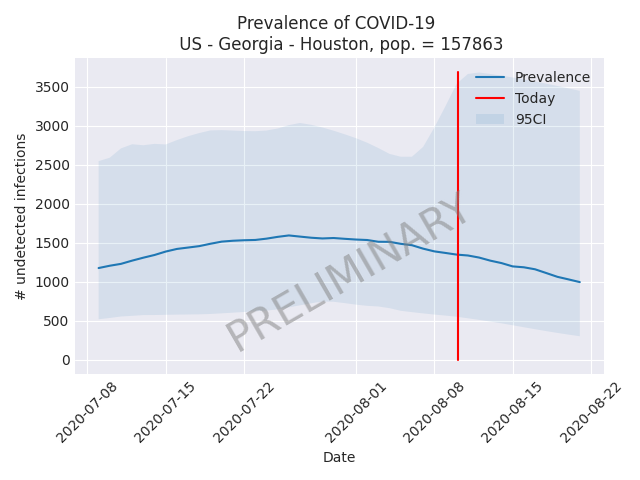 Prevalence of COVID-19
US - Georgia - Houston, pop. = 157863
# undetected infections
3500
3000
2500
2000
1500
1000
500
0
Prevalence
Today
95CI
PRELIMINARY
2020-07-08
2020-07-15
2020-07-22
2020-08-01
2020-08-08
2020-08-15
2020-08-22
Date